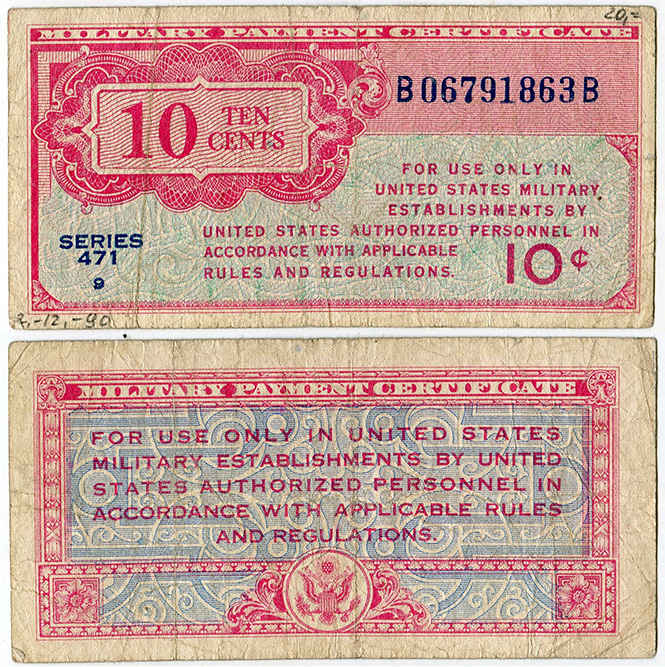 20,-
MILITARY PAYMENT CERTIFICATE
B06791863B
10 TEN CENTS
FOR USE ONLY IN
UNITED STATES MILITARY
ESTABLISHMENTS BY
UNITED STATES AUTHORIZED PERSONNEL IN
ACCORDANCE WITH APPLICABLE
RULES AND REGULATIONS.
10¢
SERIES
471
9
-12,-90
MILITARY PAYMENT CERTIFICATE
FOR USE ONLY IN UNITED STATES
MILITARY ESTABLISHMENTS BY UNITED
STATES AUTHORIZED PERSONNEL IN
ACCORDANCE WITH APPLICABLE RULES
AND REGULATIONS.